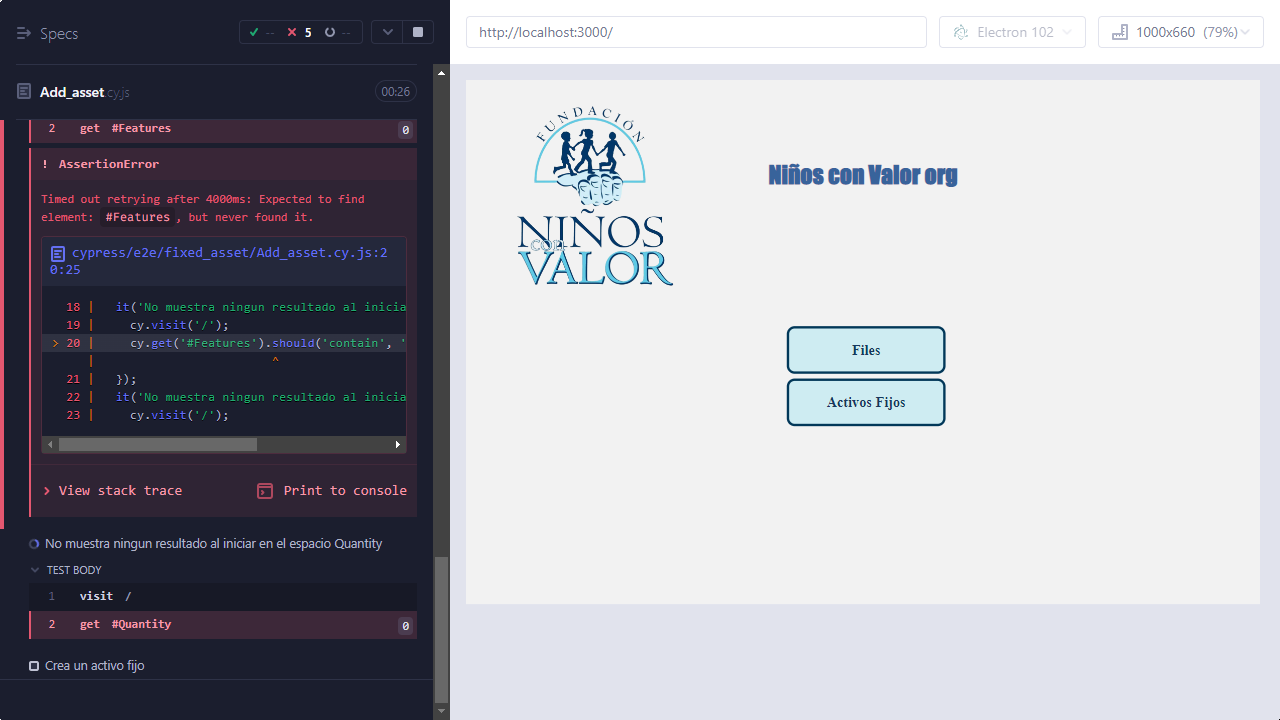 Specs
-- 5 --
Add_asset.cy.js 00:26
2 get #Features 0
! AssertionError
Timed out retrying after 4000ms: Expected to find
element: #Features, but never found it.
cypress/e2e/fixed_asset/Add_asset.cy.js:2
0:25
18 | it('No muestra ningun resultado al inicia
19 | cy.visit('/');
> 20 | cy.get('#Features').should('contain', '
| ^
21 | });
22 | it('No muestra ningun resultado al inicia
23 | cy.visit('/');
> View stack trace
Print to console
No muestra ningun resultado al iniciar en el espacio Quantity
TEST BODY
1 visit /
2 get #Quantity 0
Crea un activo fijo
http://localhost:3000/
Electron 102
1000x660 (79%)
FUNDACIÓN
NIÑOS
CON
VALOR
Niños con Valor org
Files
Activos Fijos